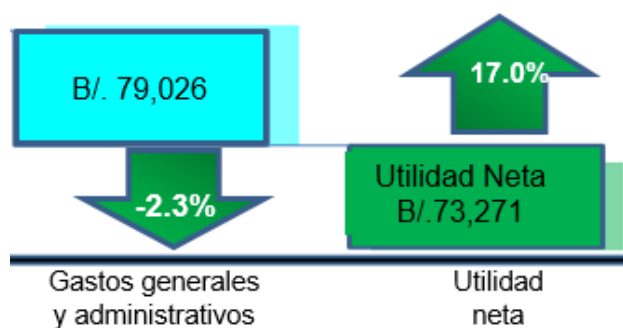 B/. 79,026
17.0%
-2.3%
Utilidad Neta
B/.73,271
Gastos generales
y administrativos
Utilidad
neta